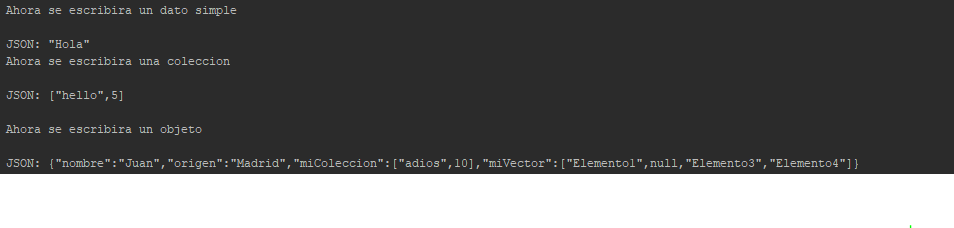 Ahora se escribira un dato simple
JSON: "Hola"
Ahora se escribira una coleccion
JSON: ["hello",5]
Ahora se escribira un objeto
JSON: {"nombre":"Juan","origen":"Madrid","miColeccion":["adios",10],"miVector":["Elemento1",null,"Elemento3","Elemento4"]}